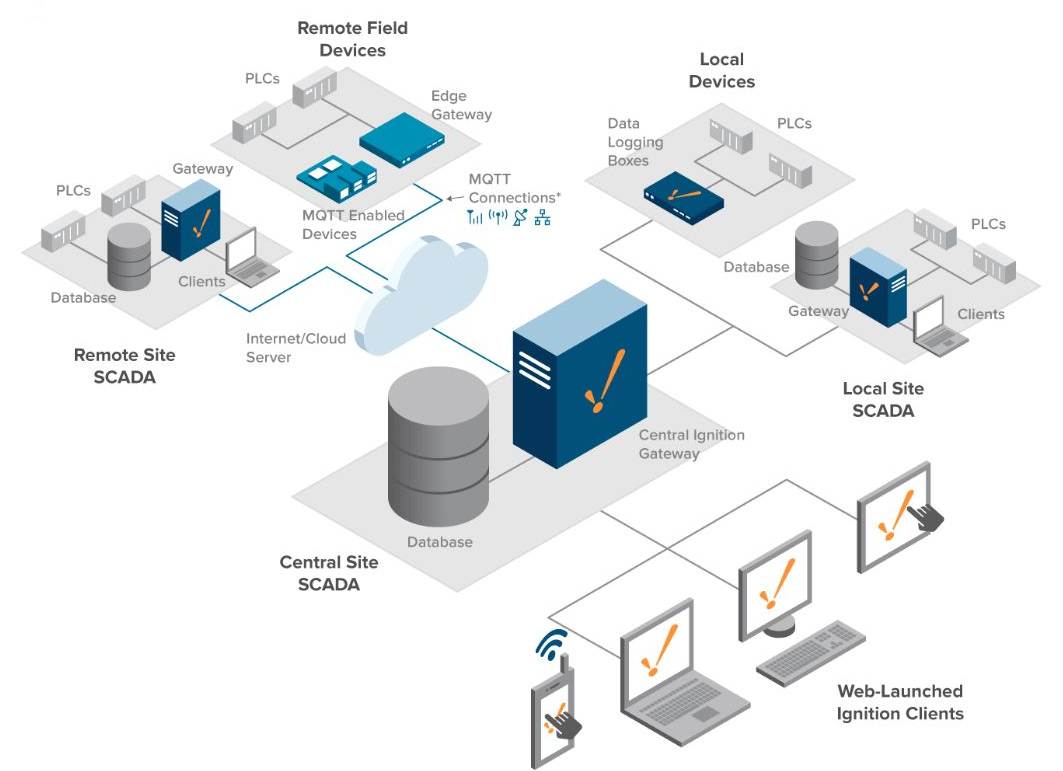 Remote Field
Devices
PLCs
Edge
Gateway
MQTT Enabled
Devices
MQTT
Connections*
Local
Devices
Data
Logging
Boxes
PLCs
Gateway
PLCs
Database
Clients
Remote Site
SCADA
Internet/Cloud
Server
PLCs
Database
Gateway
Clients
Local Site
SCADA
Central Ignition
Gateway
Database
Central Site
SCADA
Web-Launched
Ignition Clients